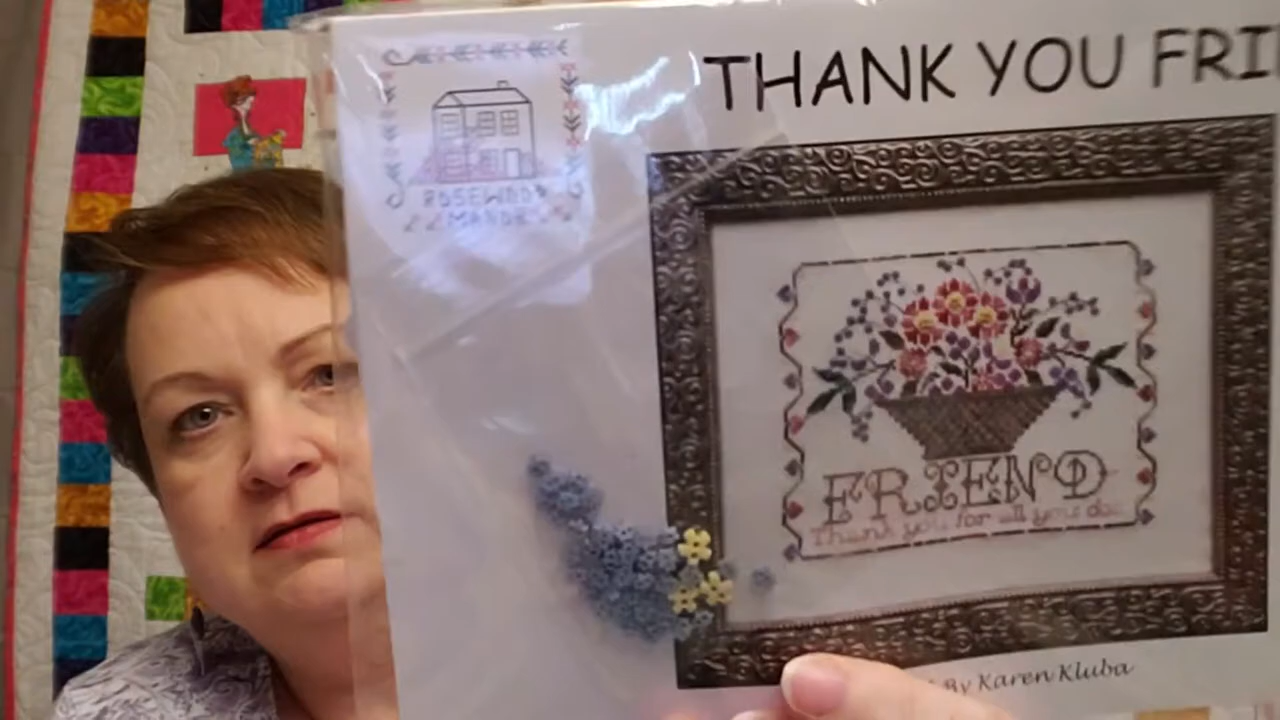 THANK YOU FRI
ROSEWOOD
MANOR
FRIEND
Thank you for all you do.
By Karen Kluba